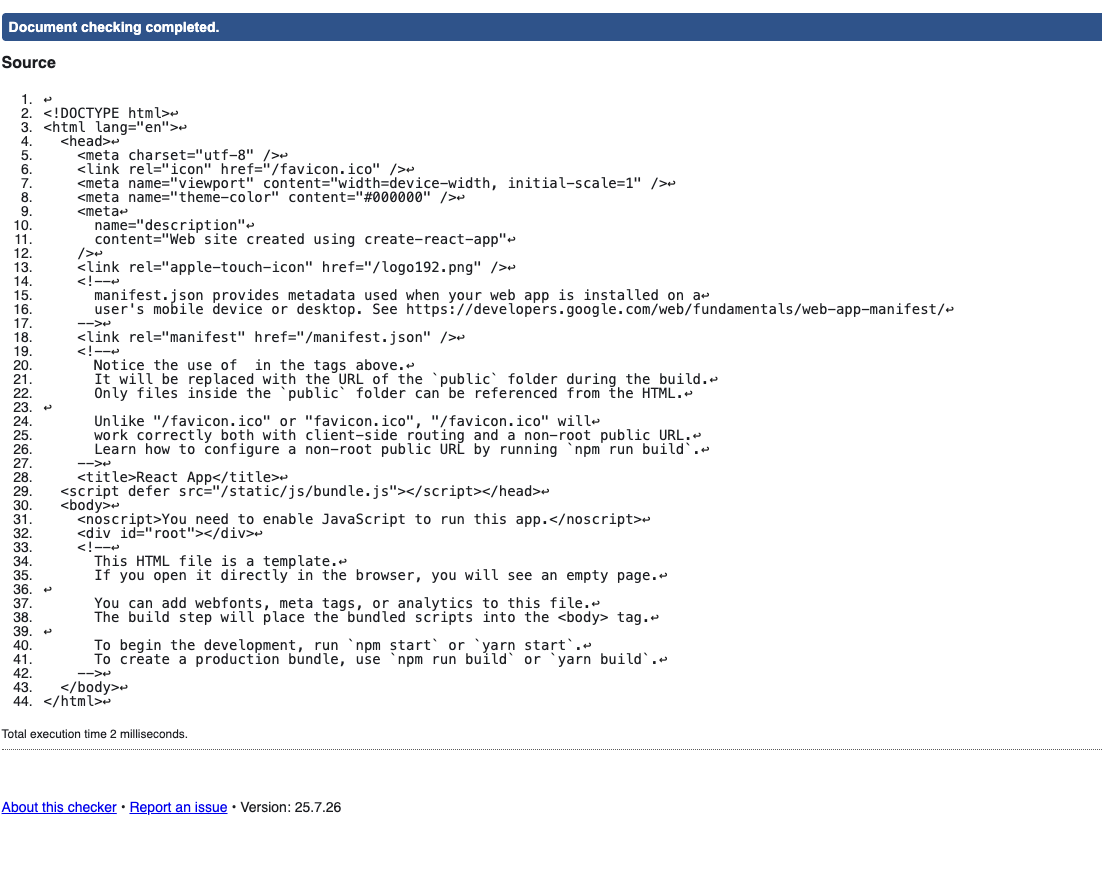 Document checking completed.
Source
1. ↩
2. <!DOCTYPE html>↩
3. <html lang="en">↩
4.   <head>↩
5.     <meta charset="utf-8" />↩
6.     <link rel="icon" href="/favicon.ico" />↩
7.     <meta name="viewport" content="width=device-width, initial-scale=1" />↩
8.     <meta name="theme-color" content="#000000" />↩
9.     <meta↩
10.       name="description"↩
11.       content="Web site created using create-react-app"↩
12.     />↩
13.     <link rel="apple-touch-icon" href="/logo192.png" />↩
14.     <!--↩
15.       manifest.json provides metadata used when your web app is installed on a↩
16.       user's mobile device or desktop. See https://developers.google.com/web/fundamentals/web-app-manifest/↩
17.     -->↩
18.     <link rel="manifest" href="/manifest.json" />↩
19.     <!--↩
20.       Notice the use of  in the tags above.↩
21.       It will be replaced with the URL of the `public` folder during the build.↩
22.       Only files inside the `public` folder can be referenced from the HTML.↩
23. ↩
24.       Unlike "/favicon.ico" or "favicon.ico", "/favicon.ico" will↩
25.       work correctly both with client-side routing and a non-root public URL.↩
26.       Learn how to configure a non-root public URL by running `npm run build`.↩
27.     -->↩
28.     <title>React App</title>↩
29.   <script defer src="/static/js/bundle.js"></script></head>↩
30.   <body>↩
31.     <noscript>You need to enable JavaScript to run this app.</noscript>↩
32.     <div id="root"></div>↩
33.     <!--↩
34.       This HTML file is a template.↩
35.       If you open it directly in the browser, you will see an empty page.↩
36. ↩
37.       You can add webfonts, meta tags, or analytics to this file.↩
38.       The build step will place the bundled scripts into the <body> tag.↩
39. ↩
40.       To begin the development, run `npm start` or `yarn start`.↩
41.       To create a production bundle, use `npm run build` or `yarn build`.↩
42.     -->↩
43.   </body>↩
44. </html>↩
Total execution time 2 milliseconds.
About this checker • Report an issue • Version: 25.7.26